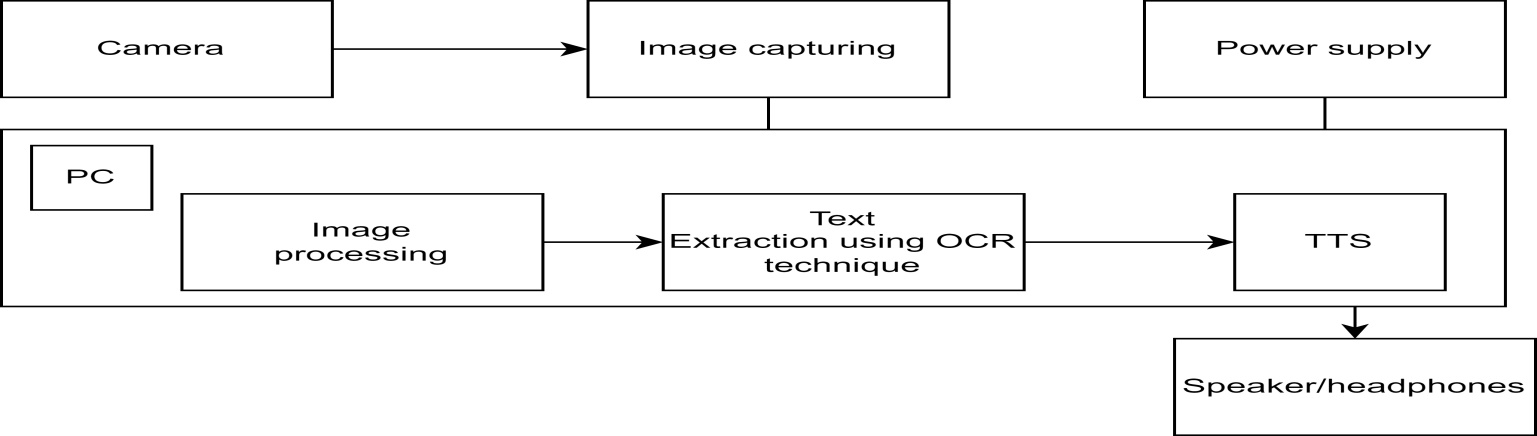 Camera
Image capturing
Power supply
PC
Image
processing
Text
Extraction using OCR
technique
TTS
Speaker/headphones